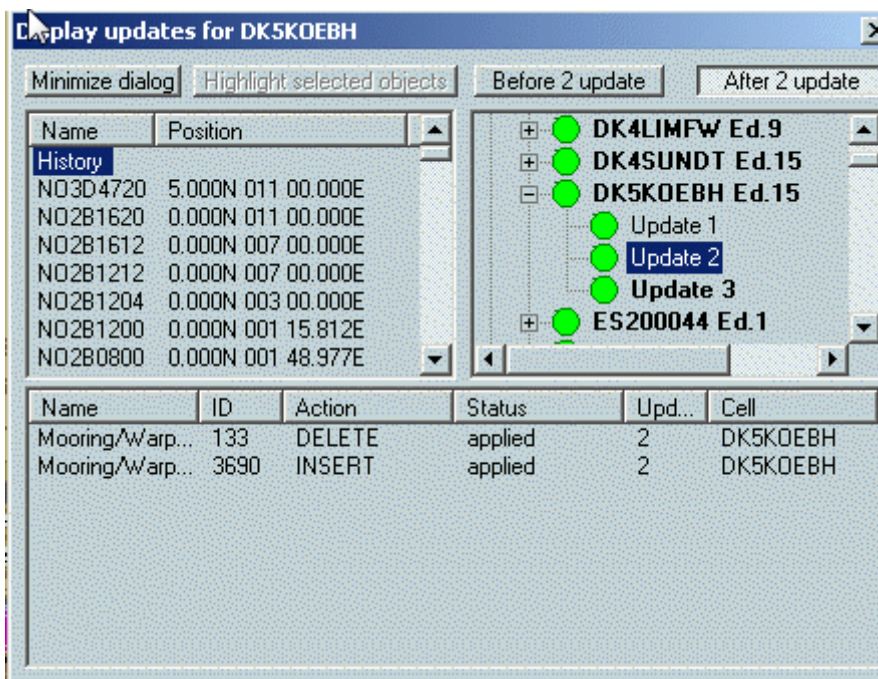 Display updates for DK5KOEBH
Minimize dialog Highlight selected objects Before 2 update After 2 update
Name Position
History
NO3D4720 5.000N 011 00.000E
NO2B1620 0.000N 011 00.000E
NO2B1612 0.000N 007 00.000E
NO2B1212 0.000N 007 00.000E
NO2B1204 0.000N 003 00.000E
NO2B1200 0.000N 001 15.812E
NO2B0800 0.000N 001 48.977E
DK4LIMFW Ed.9
DK4SUNDT Ed.15
DK5KOEBH Ed.15
Update 1
Update 2
Update 3
ES200044 Ed.1
Name ID Action Status Upd... Cell
Mooring/Warp... 133 DELETE applied 2 DK5KOEBH
Mooring/Warp... 3690 INSERT applied 2 DK5KOEBH